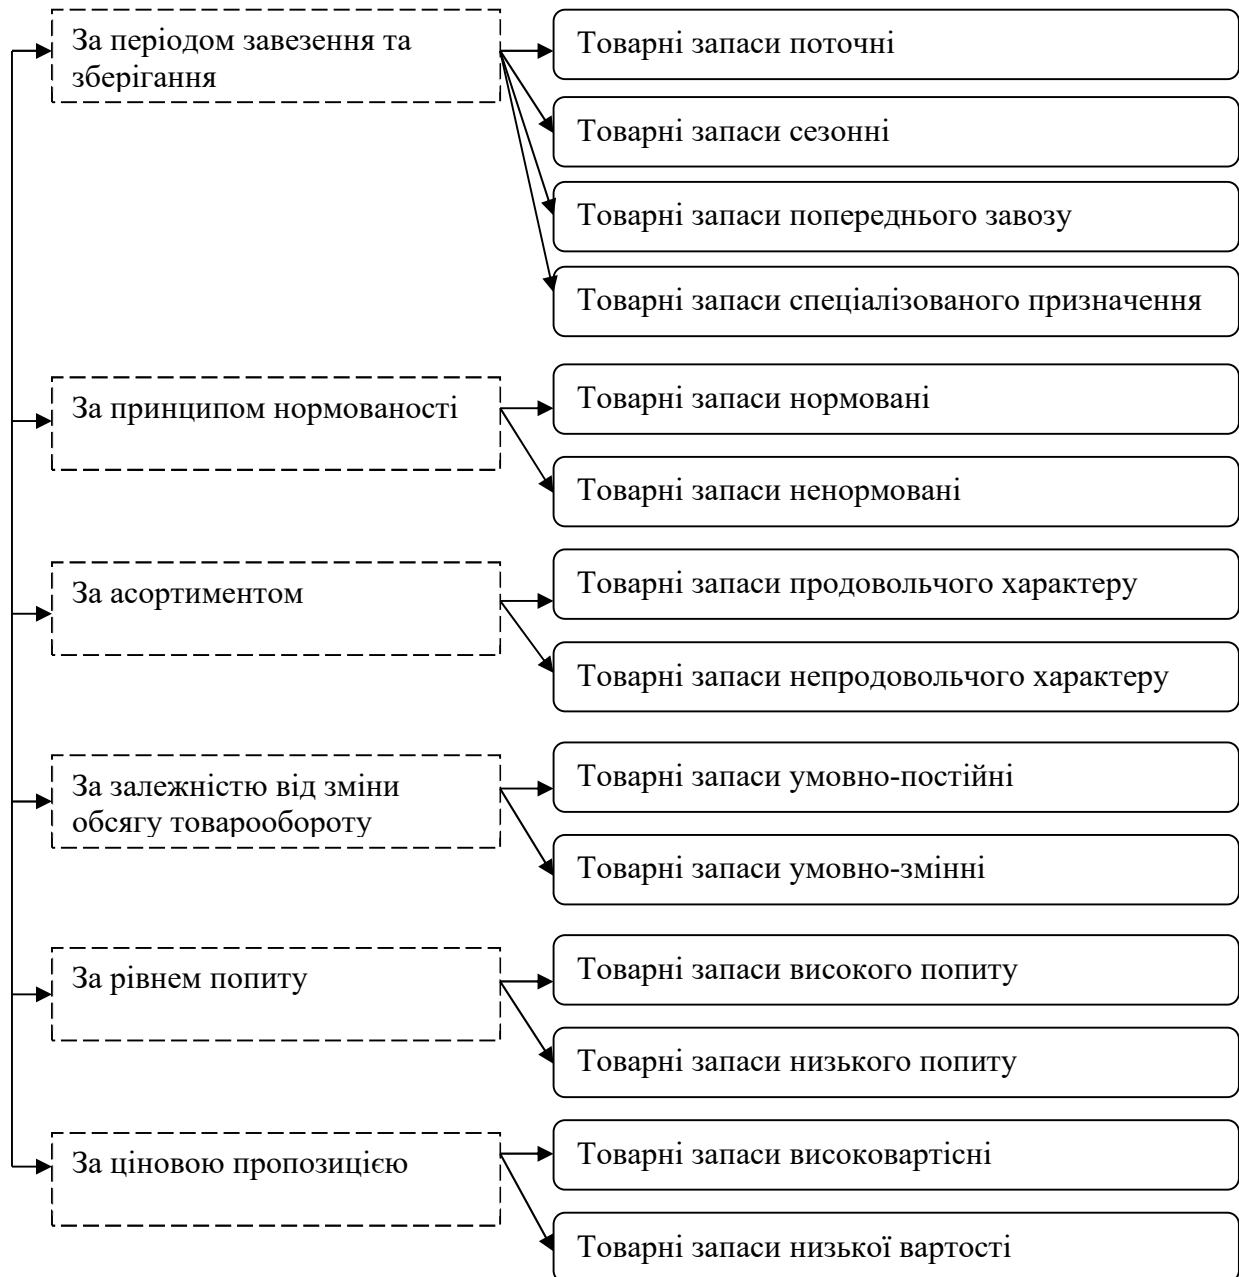 За періодом завезення та
зберігання
Товарні запаси поточні
Товарні запаси сезонні
Товарні запаси попереднього завозу
Товарні запаси спеціалізованого призначення
За принципом нормованості
Товарні запаси нормовані
Товарні запаси ненормовані
За асортиментом
Товарні запаси продовольчого характеру
Товарні запаси непродовольчого характеру
За залежністю від зміни
обсягу товарообороту
Товарні запаси умовно-постійні
Товарні запаси умовно-змінні
За рівнем попиту
Товарні запаси високого попиту
Товарні запаси низького попиту
За ціновою пропозицією
Товарні запаси високовартісні
Товарні запаси низької вартості